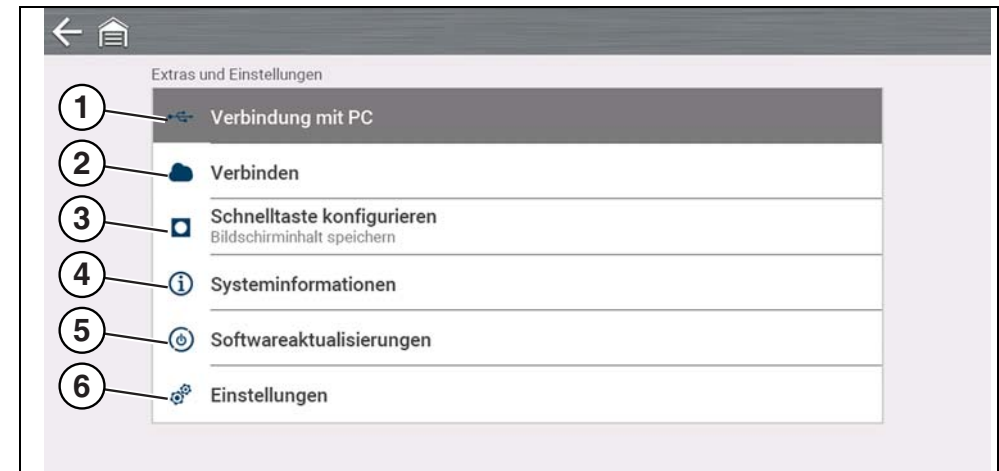 Extras und Einstellungen
1 Verbindung mit PC
2 Verbinden
3 Schnelltaste konfigurieren
Bildschirminhalt speichern
4 Systeminformationen
5 Softwareaktualisierungen
6 Einstellungen